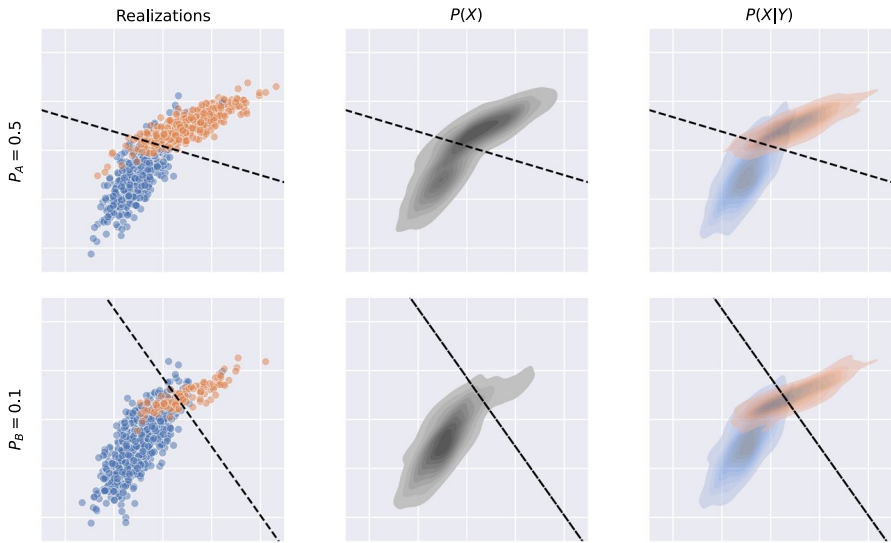 Realizations
P(X)
P(X|Y)
P_A = 0.5
P_B = 0.1